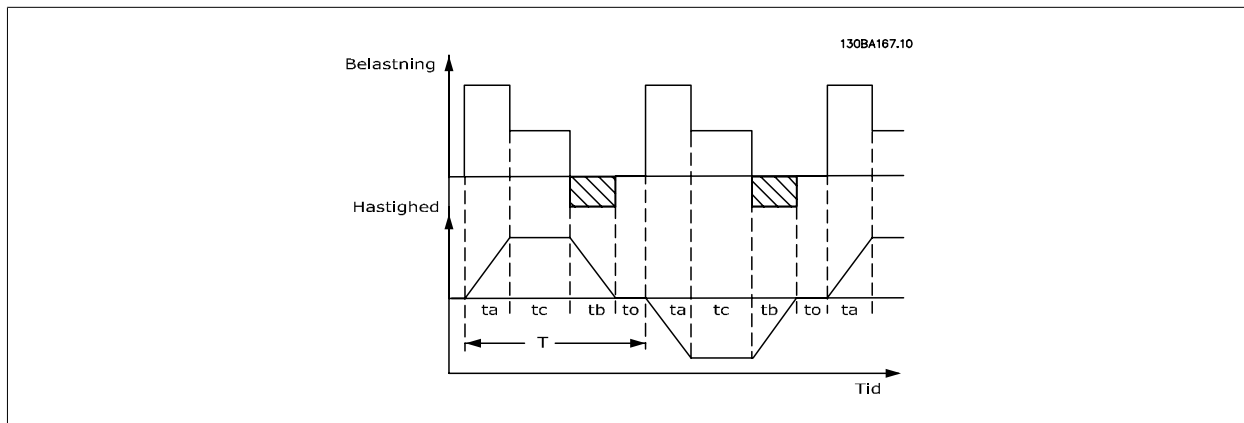 130BA167.10
Belastning
Hastighed
ta tc tb to ta tc tb to ta
T
Tid